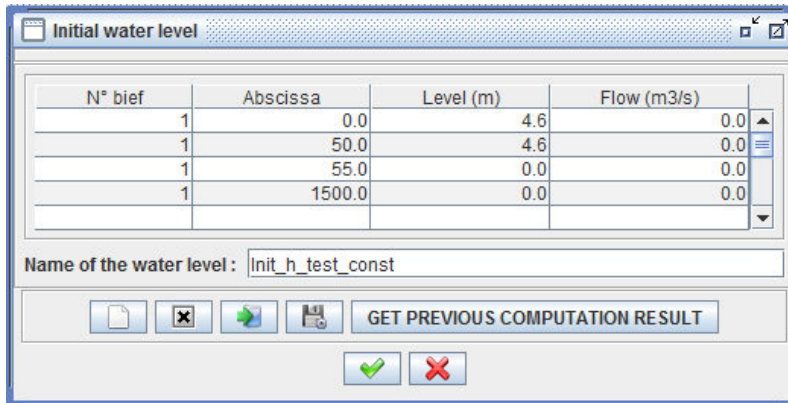 Initial water level
N° bief Abscissa Level (m) Flow (m3/s)
1 0.0 4.6 0.0
1 50.0 4.6 0.0
1 55.0 0.0 0.0
1 1500.0 0.0 0.0
Name of the water level : Init_h_test_const
GET PREVIOUS COMPUTATION RESULT